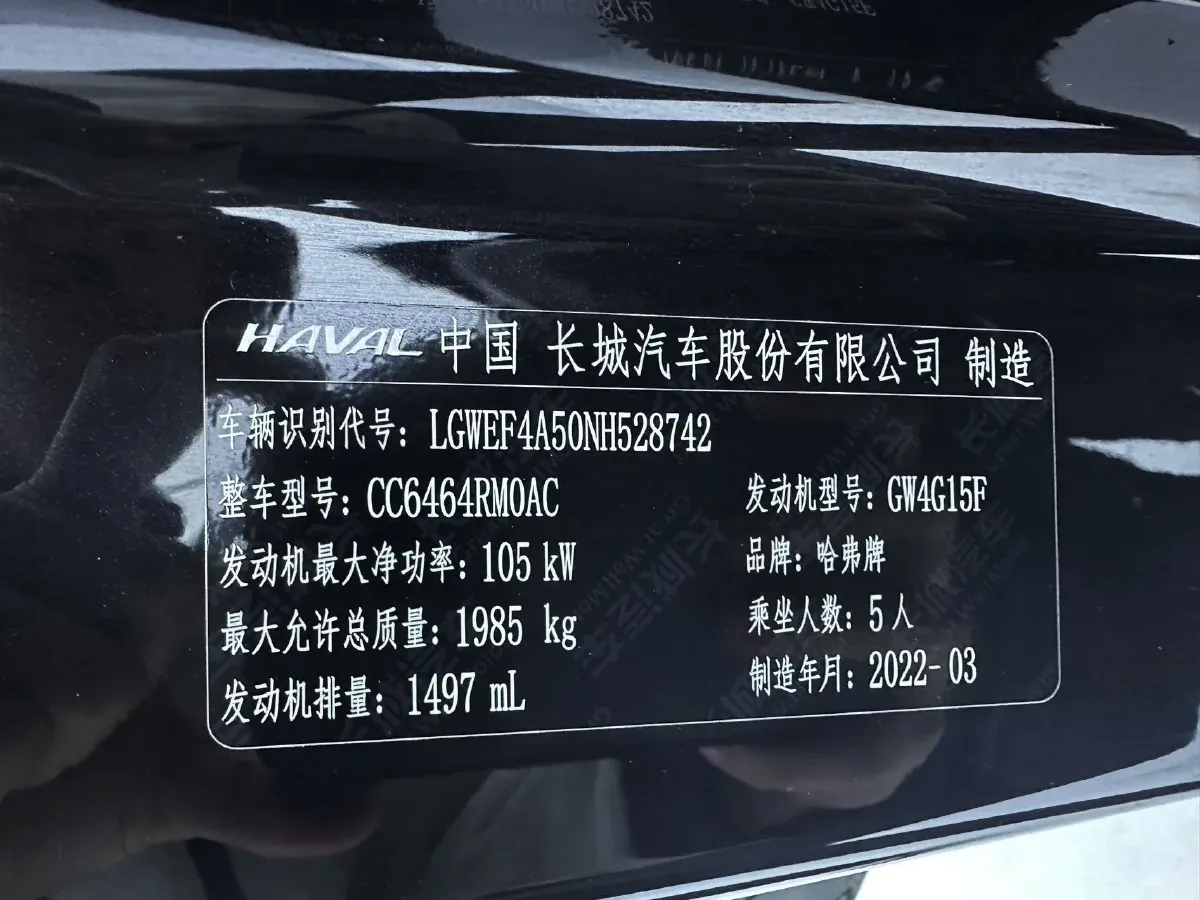 HAVAL 中国 长城汽车股份有限公司 制造
车辆识别代号：LGWEF4A50NH528742
整车型号：CC6464RM0AC 发动机型号：GW4G15F
发动机最大净功率：105 kW 品牌：哈弗牌
最大允许总质量：1985 kg 乘坐人数：5人
发动机排量：1497 mL 制造年月：2022-03